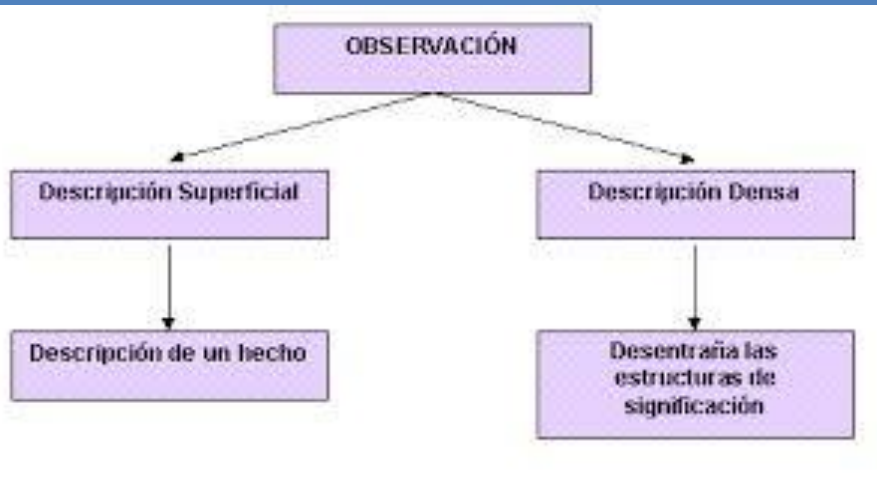 OBSERVACIÓN
Descripción Superficial
Descripción Densa
Descripción de un hecho
Desentraña las
estructuras de
significación